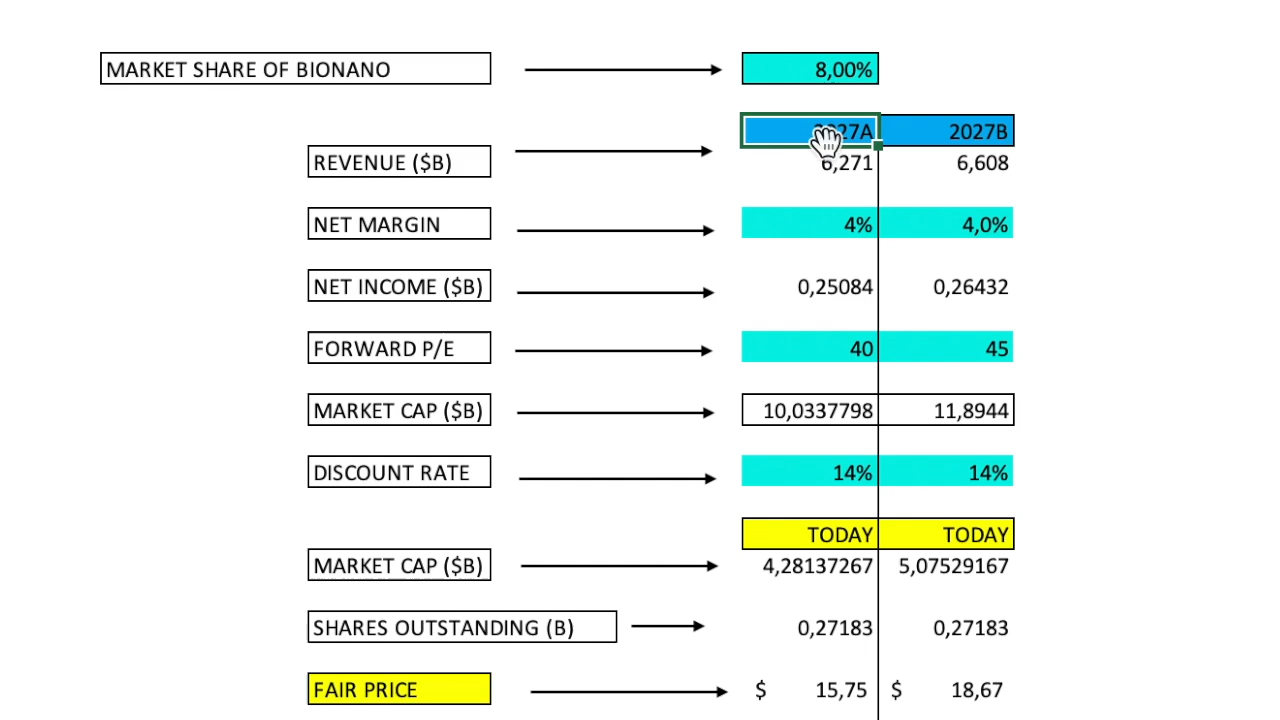 MARKET SHARE OF BIONANO 8,00%
2027B
REVENUE ($B) 6,271 6,608
NET MARGIN 4% 4,0%
NET INCOME ($B) 0,25084 0,26432
FORWARD P/E 40 45
MARKET CAP ($B) 10,0337798 11,8944
DISCOUNT RATE 14% 14%
TODAY TODAY
MARKET CAP ($B) 4,28137267 5,07529167
SHARES OUTSTANDING (B) 0,27183 0,27183
FAIR PRICE $ 15,75 $ 18,67